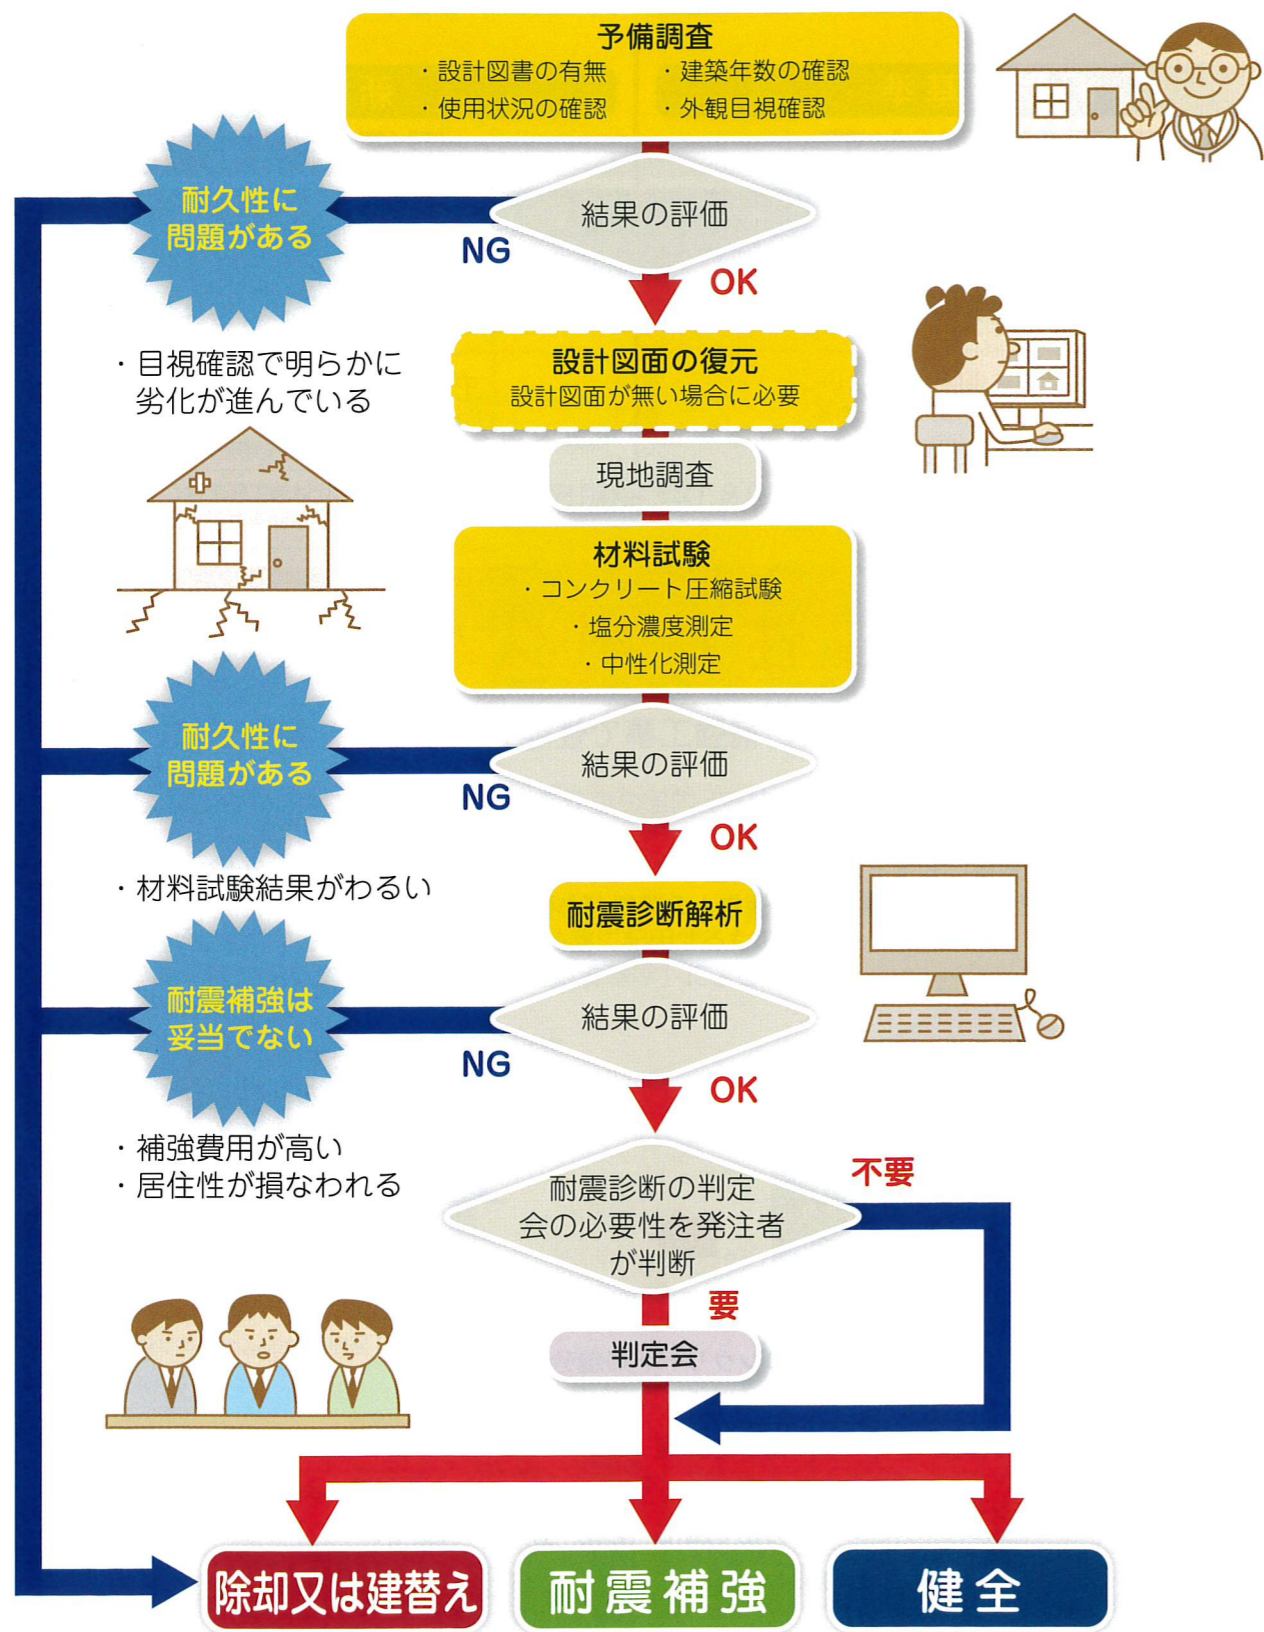 予備調査
・設計図書の有無 ・建築年数の確認
・使用状況の確認 ・外観目視確認
結果の評価
耐久性に
問題がある
NG
OK
・目視確認で明らかに
劣化が進んでいる
設計図面の復元
設計図面が無い場合に必要
現地調査
材料試験
・コンクリート圧縮試験
・塩分濃度測定
・中性化測定
結果の評価
耐久性に
問題がある
NG
OK
・材料試験結果がわるい
耐震診断解析
結果の評価
耐震補強は
妥当でない
NG
OK
・補強費用が高い
・居住性が損なわれる
耐震診断の判定
会の必要性を発注者
が判断
不要
要
判定会
除却又は建替え
耐震補強
健全